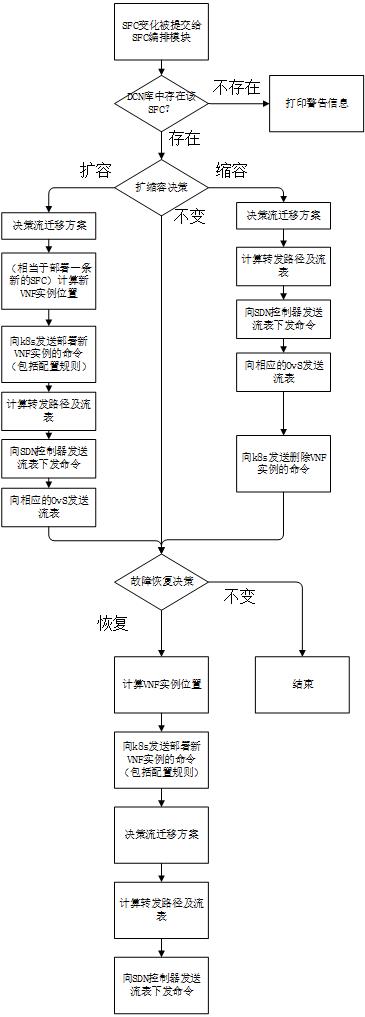 SFC变化被提交给
SFC编排模块
DCN库中存在该
SFC?
不存在
打印警告信息
存在
扩缩容决策
扩容
缩容
不变
决策流迁移方案
（相当于部署一条
新的SFC）计算新
VNF实例位置
向k8s发送部署新
VNF实例的命令
（包括配置规则）
计算转发路径及流
表
向SDN控制器发送
流表下发命令
向相应的OvS发送
流表
决策流迁移方案
计算转发路径及流
表
向SDN控制器发送
流表下发命令
向相应的OvS发送
流表
向k8s发送删除VNF
实例的命令
故障恢复决策
不变
恢复
结束
计算VNF实例位置
向k8s发送部署新
VNF实例的命令
（包括配置规则）
决策流迁移方案
计算转发路径及流
表
向SDN控制器发送
流表下发命令